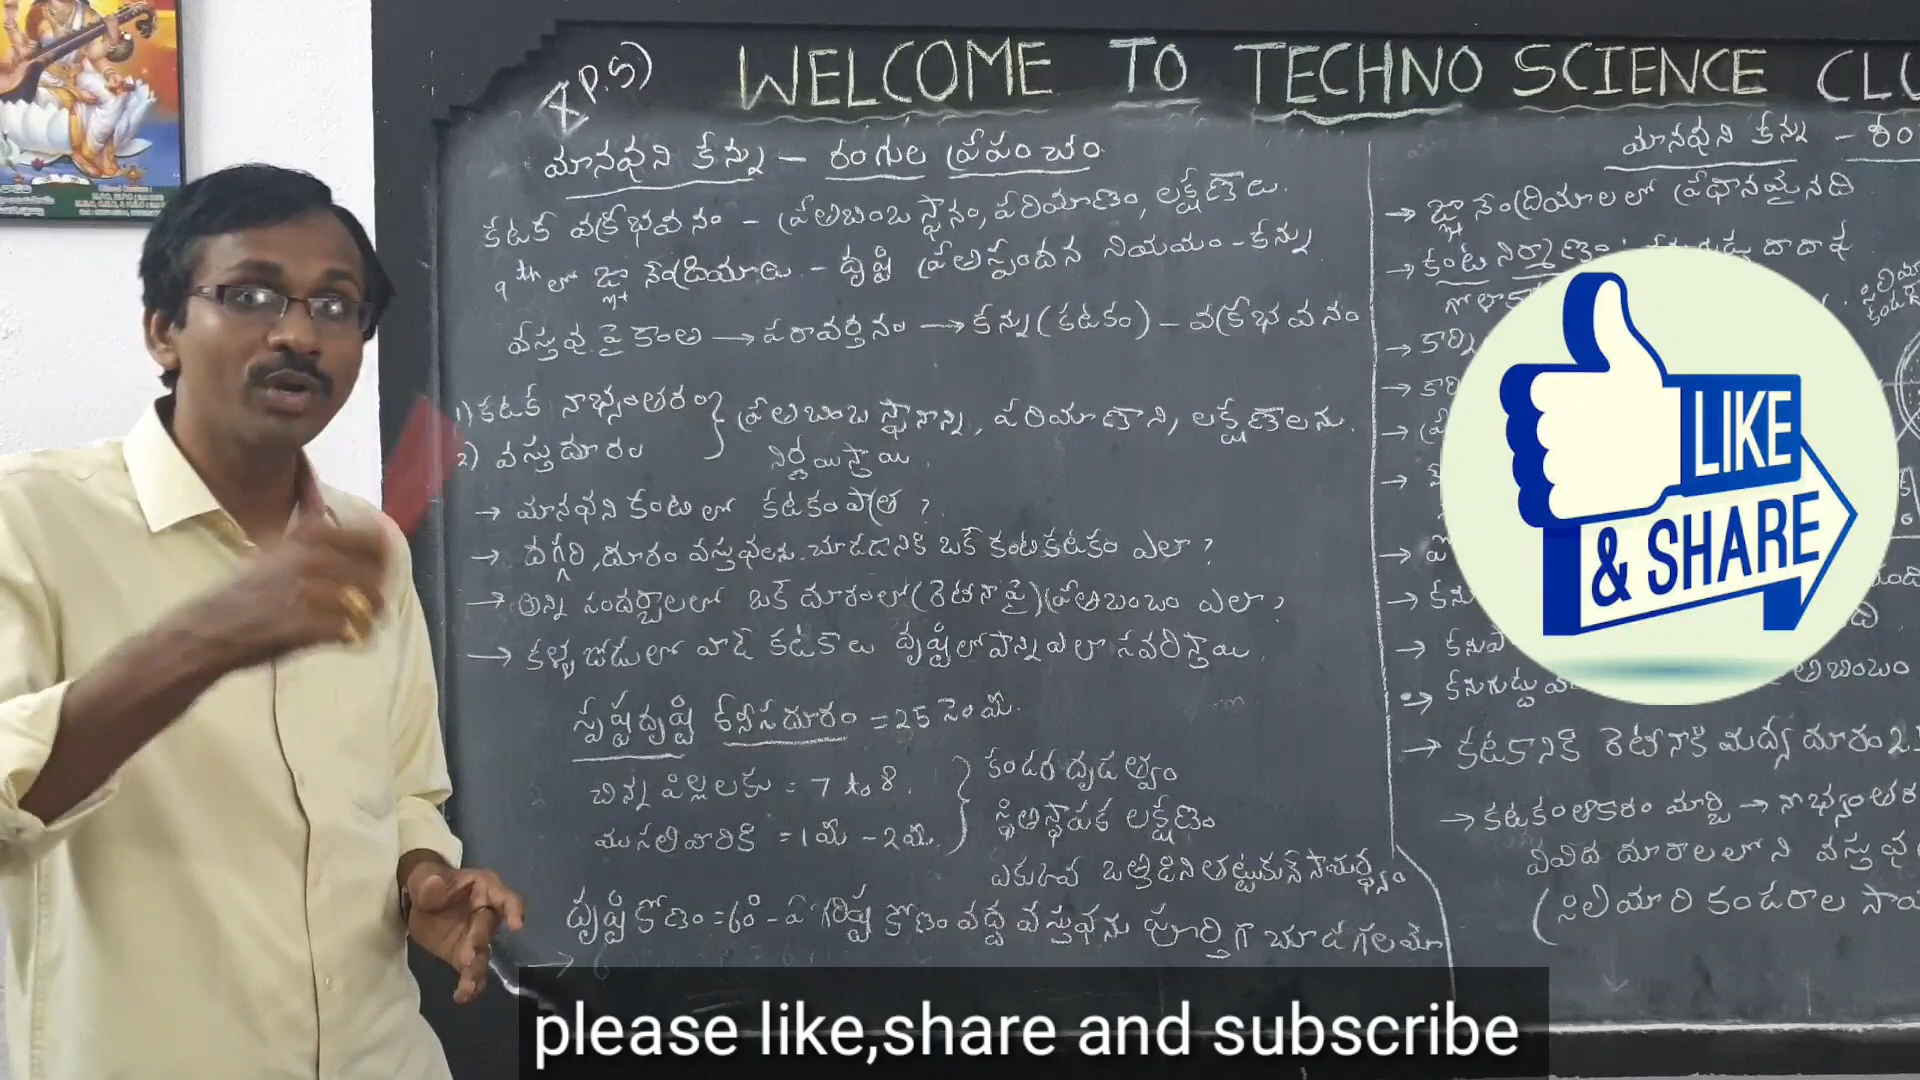 X P.S)
WELCOME TO TECHNO SCIENCE CLU
మానవుని కన్ను - రంగుల ప్రపంచం
కటక వక్రీభవనం - ప్రతిబింబ స్థానం, పరిమాణం, లక్షణాలు.
9th లో జ్ఞానేంద్రియాలు - దృష్టి ప్రతిస్పందన నియమం - కన్ను
వస్తువు పై కాంతి → పరావర్తనం → కన్ను (కటకం) - వక్రీభవనం
1) కటక నాభ్యంతరం } ప్రతిబింబ స్థానాన్ని, పరిమాణాని, లక్షణాలను.
2) వస్తుదూరం నిర్ణయిస్తాయి.
→ మానవుని కంటిలో కటకం పాత్ర ?
→ దగ్గరి, దూరం వస్తువులను చూడడానికి ఒకే కంటికటకం ఎలా ?
→ అన్ని సందర్భాలలో ఒకే దూరంలో (రెటీనా పై) ప్రతిబింబం ఎలా ?
→ కళ్ళజోడులో వాడే కటకాలు దృష్టిలోపాన్ని ఎలా సవరిస్తాయి.
స్పష్టదృష్టి కనీసదూరం = 25 సెం.మీ.
చిన్న పిల్లలకు = 7 to 8.
ముసలివారికి = 1మీ - 2మీ.
} కండర దృఢత్వం
స్థితిస్థాపక లక్షణం
ఎకువ ఒత్తిడిని తట్టుకునే సామర్థ్యం
దృష్టి కోణం = 60° - ఏ గరిష్ఠ కోణం వద్ద వస్తువును పూర్తిగా చూడగలమో
మానవుని కన్ను - రం
→ జ్ఞానేంద్రియాలలో ప్రధానమైనది
→ కంటి నిర్మాణం : దాదాపు
→ కటకానికి రెటీనాకి మధ్య దూరం 2.
→ కటకం ఆకారం మార్చి → నాభ్యంతర
వివిధ దూరాలలోని వస్తువు
(సిలియారి కండరాల సాయ
LIKE
& SHARE
please like,share and subscribe